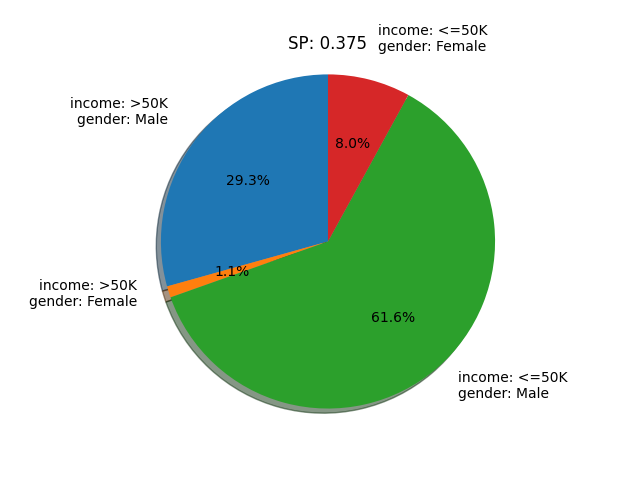 SP: 0.375
income: <=50K
gender: Female
income: >50K
gender: Male
8.0%
29.3%
1.1%
income: >50K
gender: Female
61.6%
income: <=50K
gender: Male